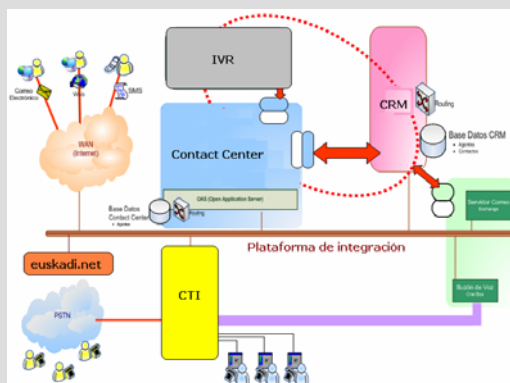 IVR
CRM
Routing
Correo
Electrónico
Web
SMS
WAN
(Internet)
Contact Center
Base Datos CRM
Agentes
Contactos
OAS (Open Application Server)
Base Datos
Contact Center
Agentes
Routing
Servidor Correo
Exchange
Plataforma de integración
euskadi.net
CTI
Buzón de Voz
PSTN